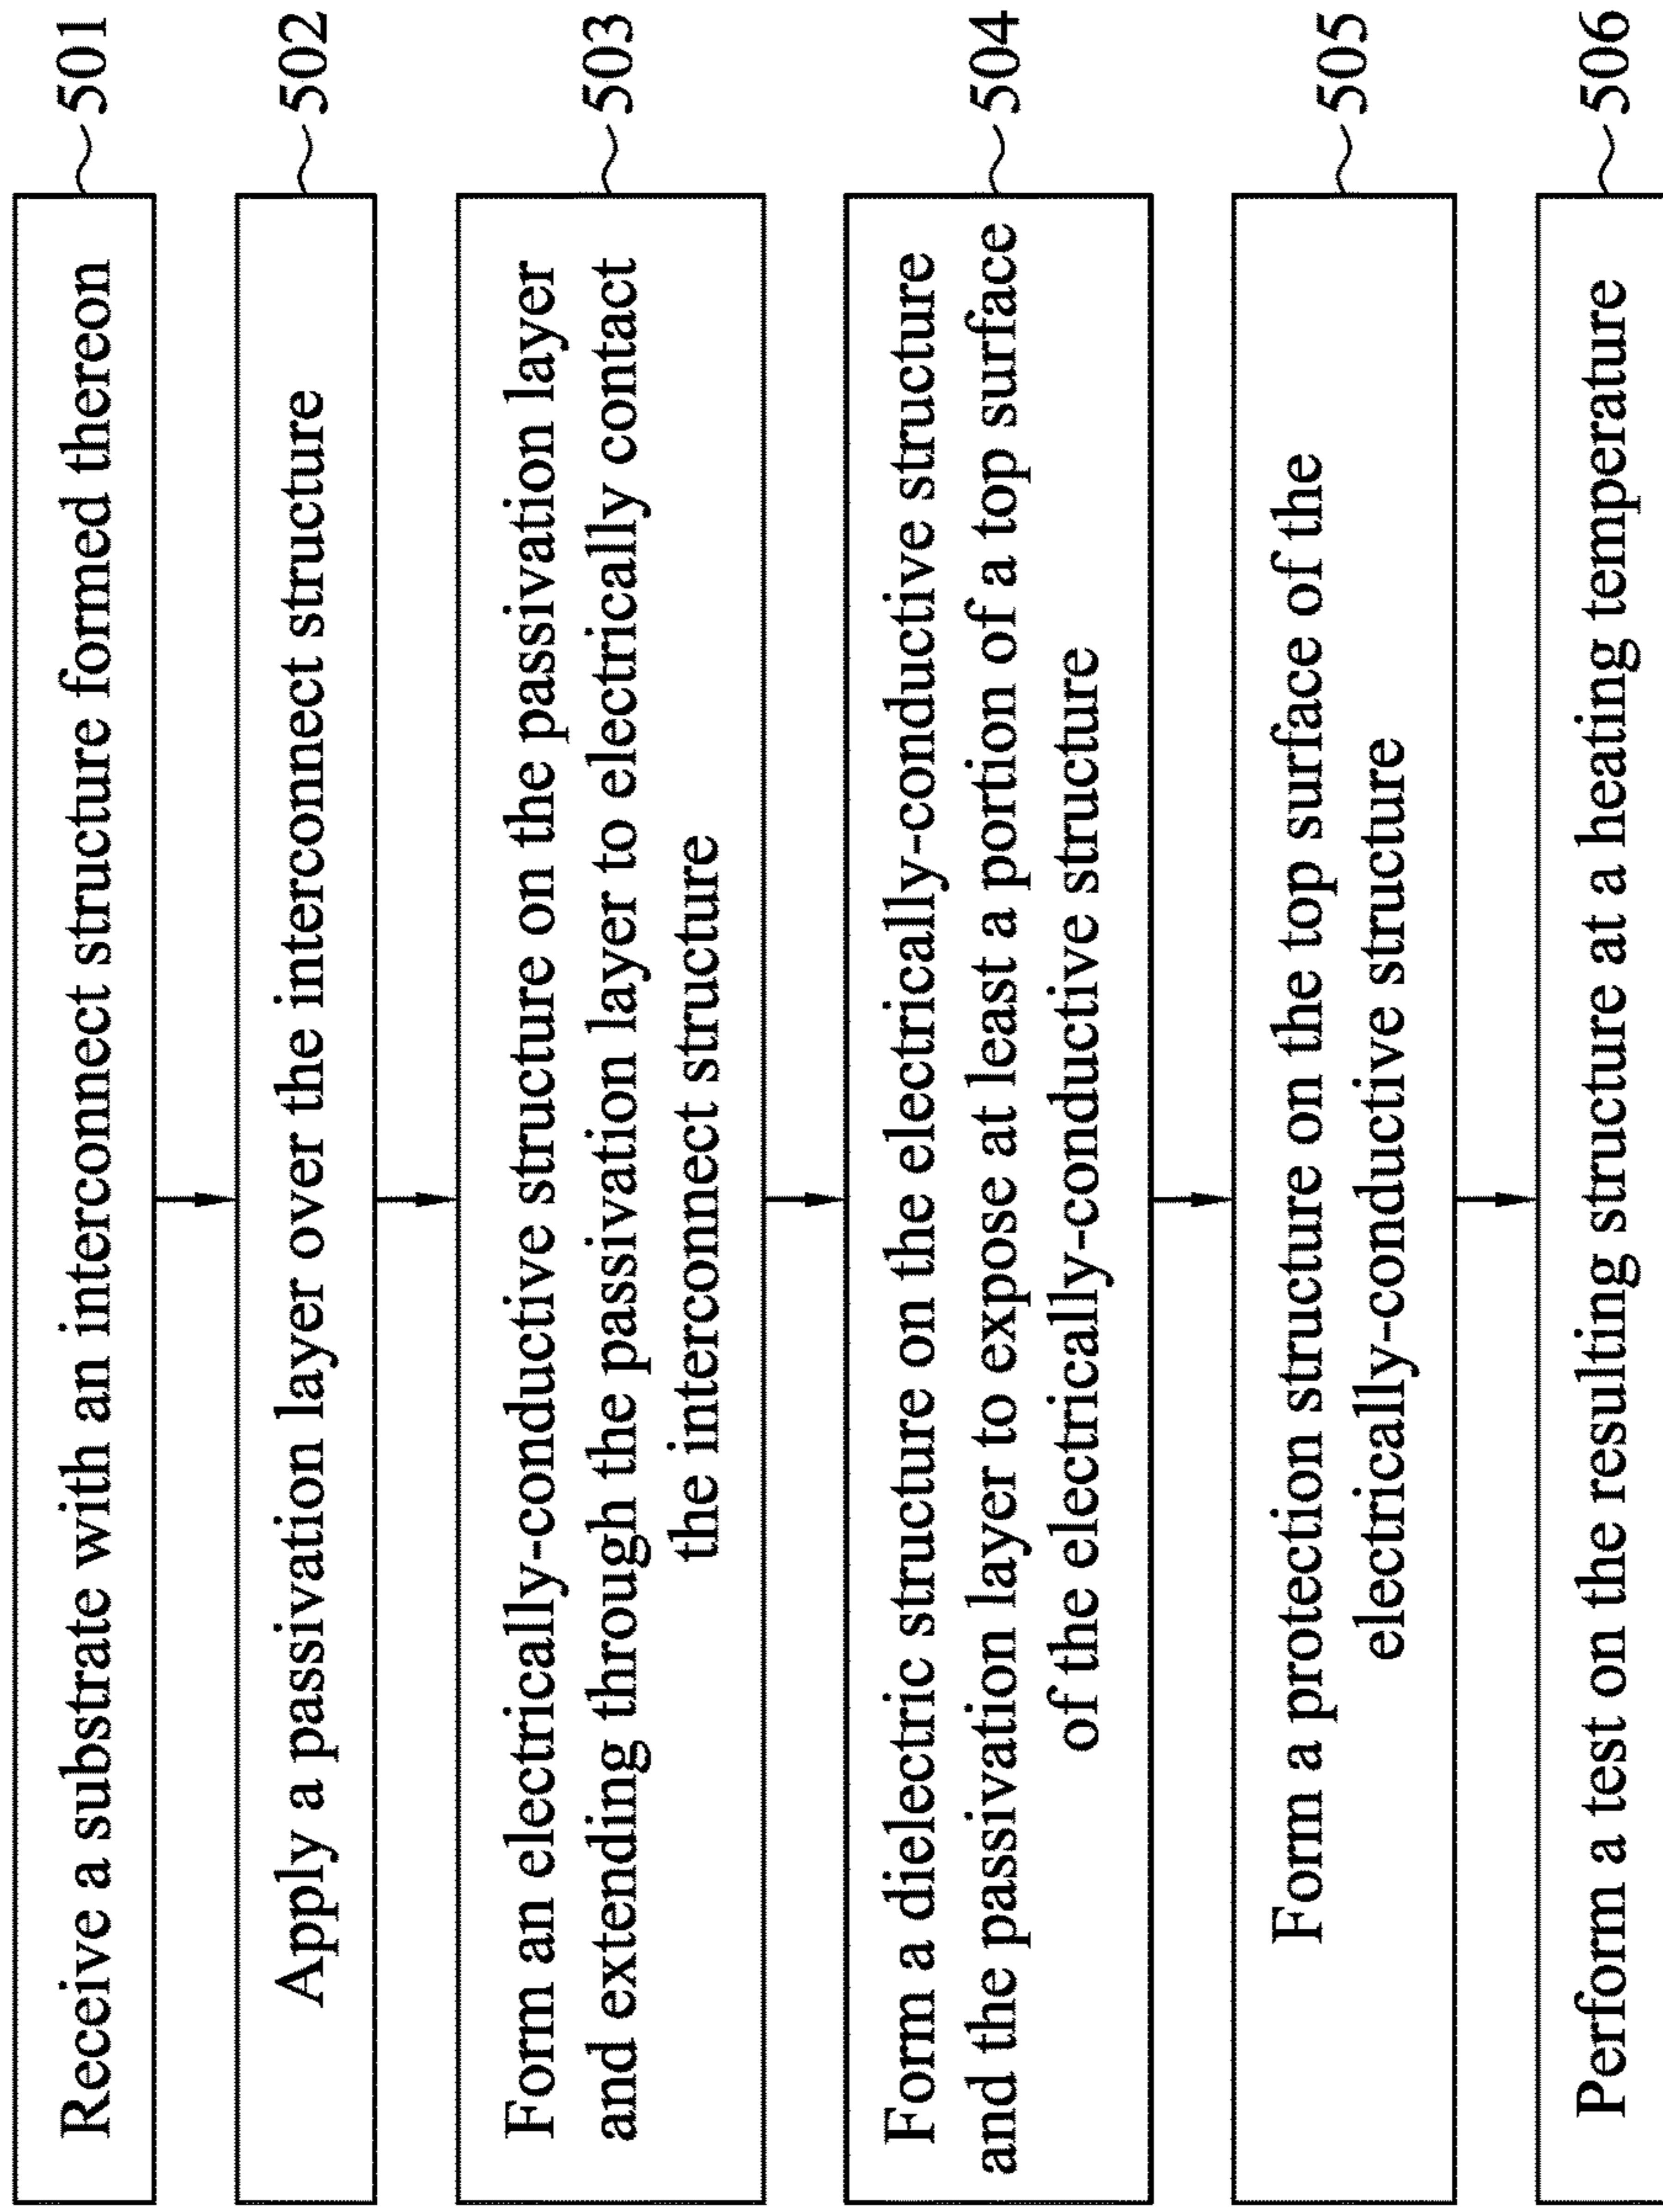 Receive a substrate with an interconnect structure formed thereon
501
Apply a passivation layer over the interconnect structure
502
Form an electrically-conductive structure on the passivation layer
and extending through the passivation layer to electrically contact
the interconnect structure
503
Form a dielectric structure on the electrically-conductive structure
and the passivation layer to expose at least a portion of a top surface
of the electrically-conductive structure
504
Form a protection structure on the top surface of the
electrically-conductive structure
505
Perform a test on the resulting structure at a heating temperature
506